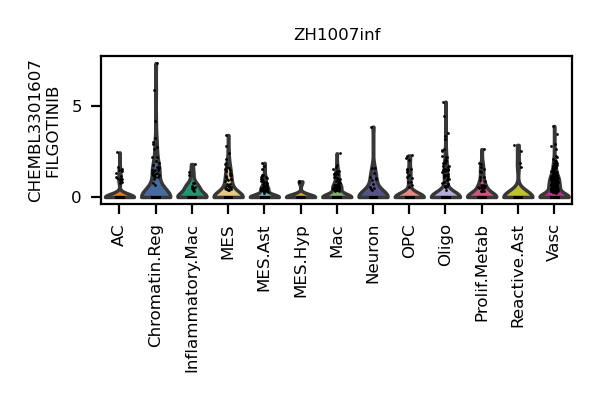 ZH1007inf
CHEMBL3301607
FILGOTINIB
5
0
AC
Chromatin.Reg
Inflammatory.Mac
MES
MES.Ast
MES.Hyp
Mac
Neuron
OPC
Oligo
Prolif.Metab
Reactive.Ast
Vasc